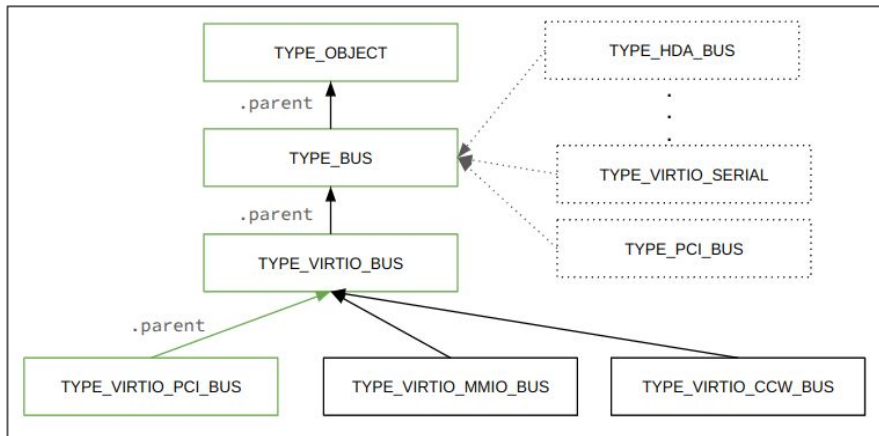 TYPE_OBJECT
TYPE_HDA_BUS
.parent
TYPE_BUS
TYPE_VIRTIO_SERIAL
.parent
TYPE_PCI_BUS
TYPE_VIRTIO_BUS
.parent
TYPE_VIRTIO_PCI_BUS
TYPE_VIRTIO_MMIO_BUS
TYPE_VIRTIO_CCW_BUS